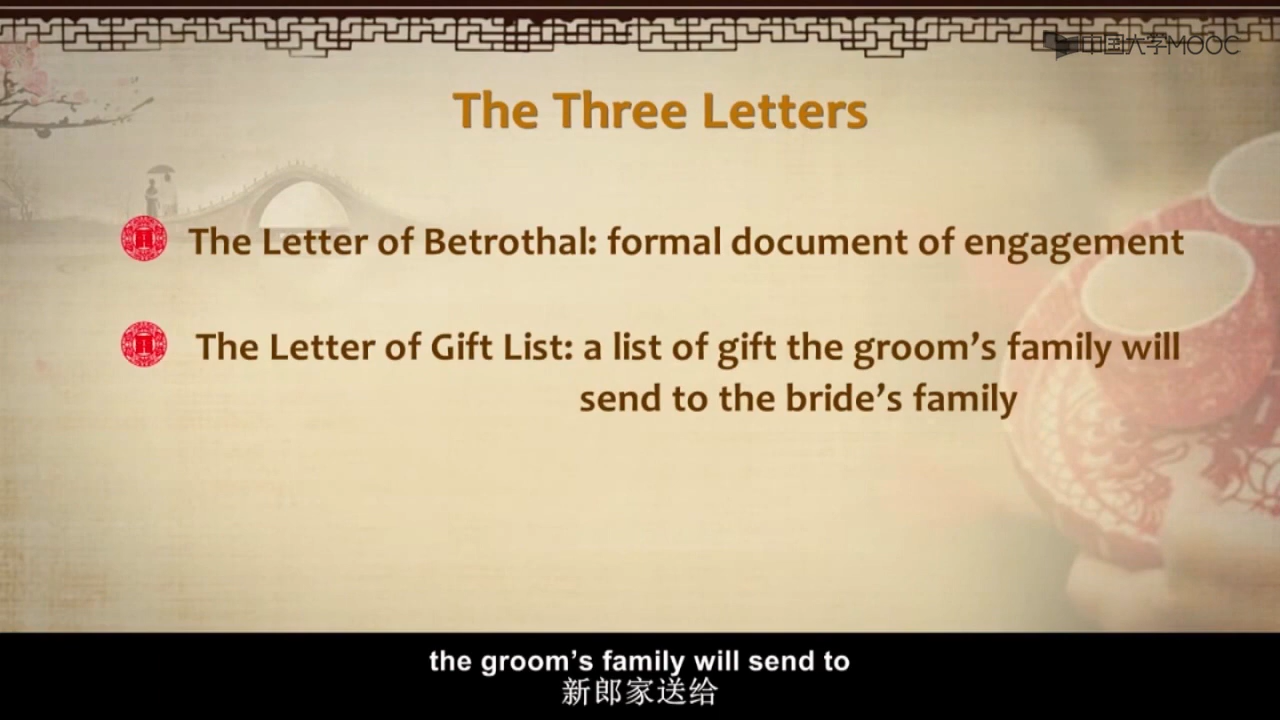 中国大学MOOC
The Three Letters
The Letter of Betrothal: formal document of engagement
The Letter of Gift List: a list of gift the groom’s family will
send to the bride’s family
the groom’s family will send to
新郎家送给